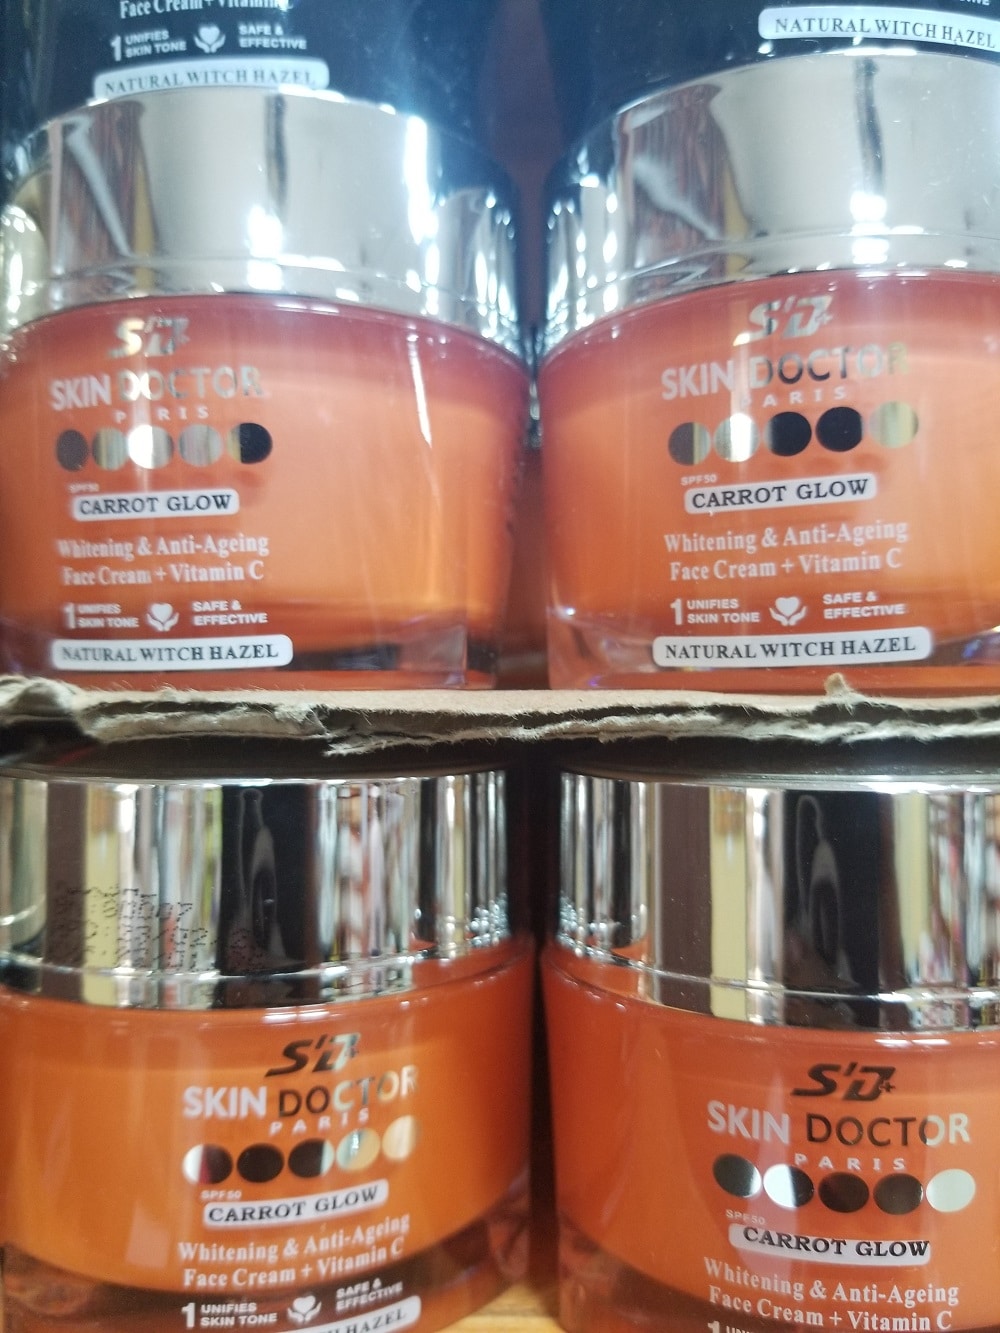 Face Cream + Vitamin
1 UNIFIES
SKIN TONE
SAFE &
EFFECTIVE
NATURAL WITCH HAZEL
NATURAL WITCH HAZEL
S'D
SKIN DOCTOR
PARIS
SPF50
CARROT GLOW
Whitening & Anti-Ageing
Face Cream + Vitamin C
1 UNIFIES
SKIN TONE
SAFE &
EFFECTIVE
NATURAL WITCH HAZEL
S'D
SKIN DOCTOR
PARIS
SPF50
CARROT GLOW
Whitening & Anti-Ageing
Face Cream + Vitamin C
1 UNIFIES
SKIN TONE
SAFE &
EFFECTIVE
NATURAL WITCH HAZEL
S'D
SKIN DOCTOR
PARIS
SPF50
CARROT GLOW
Whitening & Anti-Ageing
Face Cream + Vitamin C
1 UNIFIES
SKIN TONE
SAFE &
EFFECTIVE
HAZEL
S'D
SKIN DOCTOR
PARIS
SPF50
CARROT GLOW
Whitening & Anti-Ageing
Face Cream + Vitamin C